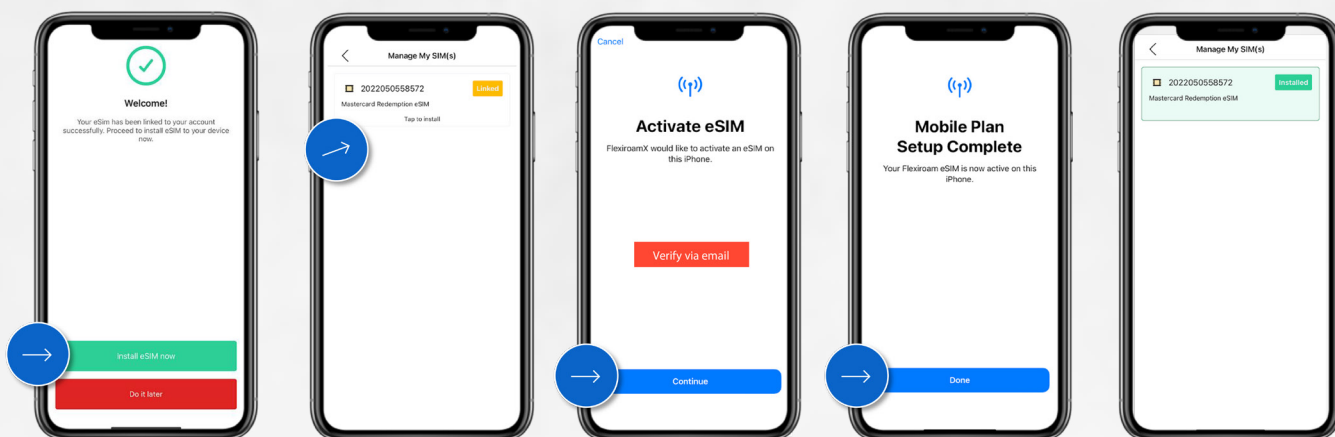 Welcome!
Your eSim has been linked to your account
successfully. Proceed to install eSIM to your device
now.
Install eSIM now
Do it later
Manage My SIM(s)
2022050558572
Linked
Mastercard Redemption eSIM
Tap to install
Cancel
Activate eSIM
FlexiroamX would like to activate an eSIM on
this iPhone.
Verify via email
Continue
Mobile Plan
Setup Complete
Your Flexiroam eSIM is now active on this
iPhone.
Done
Manage My SIM(s)
2022050558572
Installed
Mastercard Redemption eSIM